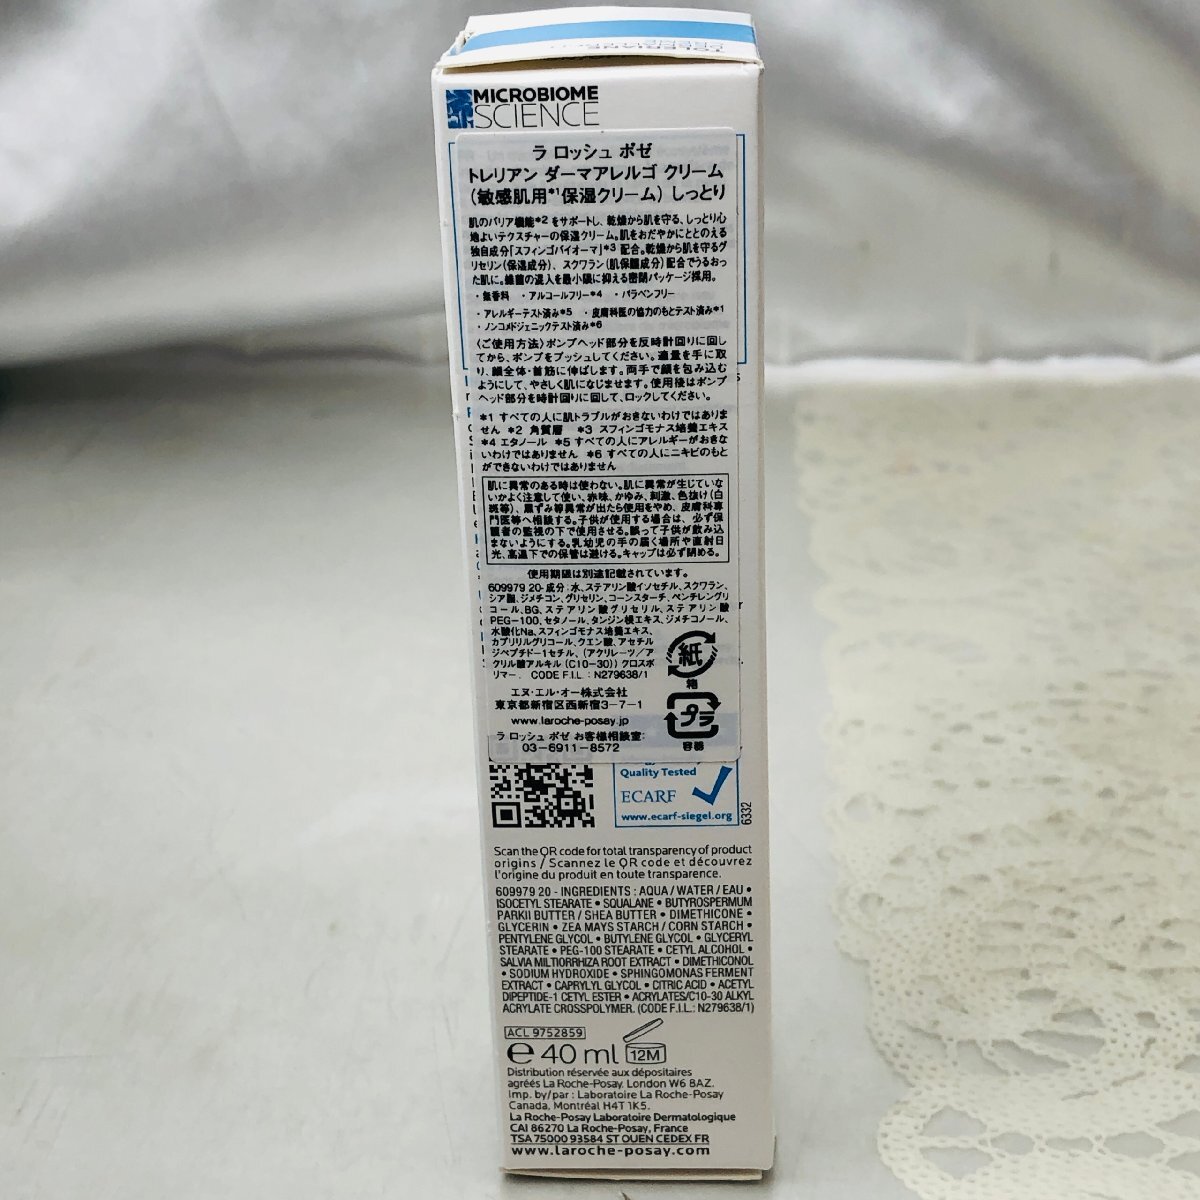 MICROBIOME
SCIENCE
ラ ロッシュ ポゼ
トレリアン ダーマアレルゴ クリーム
(敏感肌用*1保湿クリーム) しっとり
肌のバリア機能*2 をサポートし、乾燥から肌を守る、しっとり心
地よいテクスチャーの保湿クリーム。肌をおだやかにととのえる
独自成分「スフィンゴバイオーマ」*3 配合。乾燥から肌を守るグ
リセリン(保湿成分)、スクワラン(肌保護成分)配合でうるおっ
た肌に。雑菌の混入を最小限に抑える密閉パッケージ採用。
・無香料 ・アルコールフリー*4 ・パラベンフリー
・アレルギーテスト済み*5 ・皮膚科医の協力のもとテスト済み*1
・ノンコメドジェニックテスト済み*6
〈ご使用方法〉ポンプヘッド部分を反時計回りに回し
てから、ポンプをプッシュしてください。適量を手に取
り、顔全体・首筋に伸ばします。両手で顔を包み込む
ようにして、やさしく肌になじませます。使用後はポンプ
ヘッド部分を時計回りに回して、ロックしてください。
*1 すべての人に肌トラブルがおきないわけではありま
せん *2 角質層 *3 スフィンゴモナス培養エキス
*4 エタノール *5 すべての人にアレルギーがおきな
いわけではありません *6 すべての人にニキビのもと
ができないわけではありません
肌に異常のある時は使わない。肌に異常が生じていな
いかよく注意して使い、赤味、かゆみ、刺激、色抜け(白
斑等)、黒ずみ等異常が出たら使用をやめ、皮膚科専
門医等へ相談する。子供が使用する場合は、必ず保
護者の監視の下で使用させる。誤って子供が飲み込
まないようにする。乳幼児の手の届く場所や直射日
光、高温下での保管は避ける。キャップは必ず閉める。
使用期限は別途記載されています。
609979 20-成分:水、ステアリン酸イソセチル、スクワラン、
シア脂、ジメチコン、グリセリン、コーンスターチ、ペンチレングリ
コール、BG、ステアリン酸グリセリル、ステアリン酸
PEG-100、セタノール、タンジン根エキス、ジメチコノール、
水酸化Na、スフィンゴモナス培養エキス、
カプリリルグリコール、クエン酸、アセチル
ジペプチド-1セチル、(アクリレーツ/ア
クリル酸アルキル(C10-30))クロスポ
リマー. CODE F.I.L : N279638/1
紙
箱
エヌ・エル・オー株式会社
東京都新宿区西新宿3-7-1
www.laroche-posay.jp
プラ
容器
ラ ロッシュ ポゼ お客様相談室:
03-6911-8572
Quality Tested
ECARF
www.ecarf-siegel.org
6332
Scan the QR code for total transparency of product
origins / Scannez le QR code et découvrez
l'origine du produit en toute transparence.
609979 20 - INGREDIENTS : AQUA / WATER / EAU •
ISOCETYL STEARATE • SQUALANE • BUTYROSPERMUM
PARKII BUTTER / SHEA BUTTER • DIMETHICONE •
GLYCERIN • ZEA MAYS STARCH / CORN STARCH •
PENTYLENE GLYCOL • BUTYLENE GLYCOL • GLYCERYL
STEARATE • PEG-100 STEARATE • CETYL ALCOHOL •
SALVIA MILTIORRHIZA ROOT EXTRACT • DIMETHICONOL
• SODIUM HYDROXIDE • SPHINGOMONAS FERMENT
EXTRACT • CAPRYLYL GLYCOL • CITRIC ACID • ACETYL
DIPEPTIDE-1 CETYL ESTER • ACRYLATES/C10-30 ALKYL
ACRYLATE CROSSPOLYMER. (CODE F.I.L.: N279638/1)
ACL 9752859
e 40 ml 12M
Distribution réservée aux dépositaires
agréés La Roche-Posay. London W6 8AZ.
Imp. by/par : Laboratoire La Roche-Posay
Canada, Montréal H4T 1K5.
La Roche-Posay Laboratoire Dermatologique
CAI 86270 La Roche-Posay, France
TSA 75000 93584 ST OUEN CEDEX FR
www.laroche-posay.com